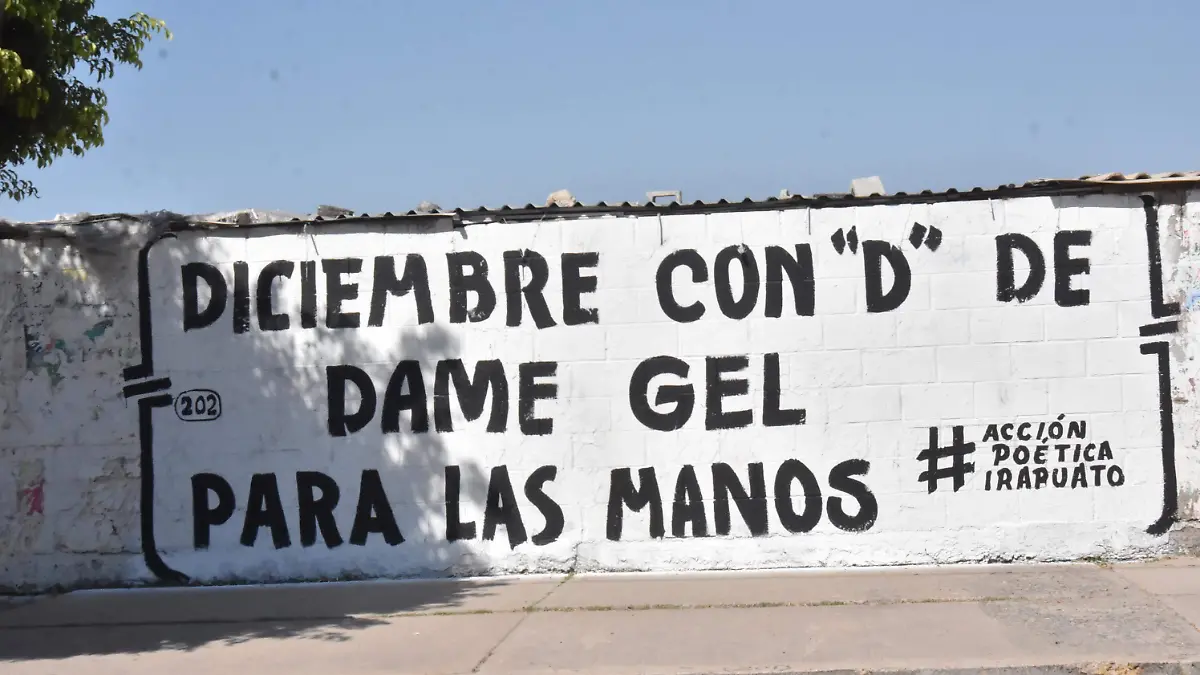 DICIEMBRE CON "D" DE
DAME GEL
202
PARA LAS MANOS
# ACCIÓN
POÉTICA
IRAPUATO